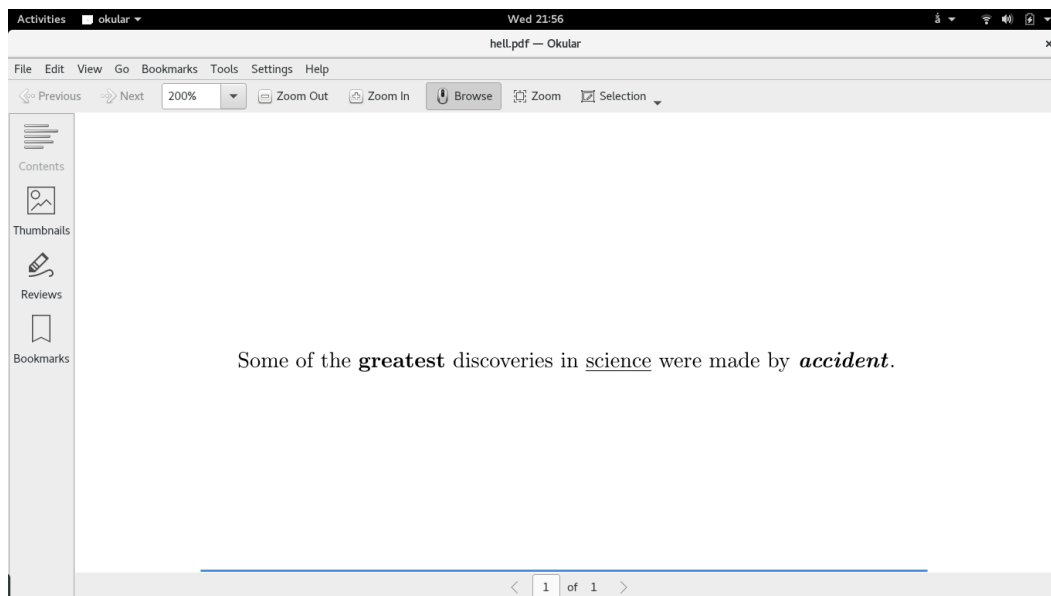 Activities okular Wed 21:56 á
hell.pdf — Okular
File Edit View Go Bookmarks Tools Settings Help
Previous Next 200% Zoom Out Zoom In Browse Zoom Selection
Contents
Thumbnails
Reviews
Bookmarks
Some of the greatest discoveries in science were made by accident.
1 of 1